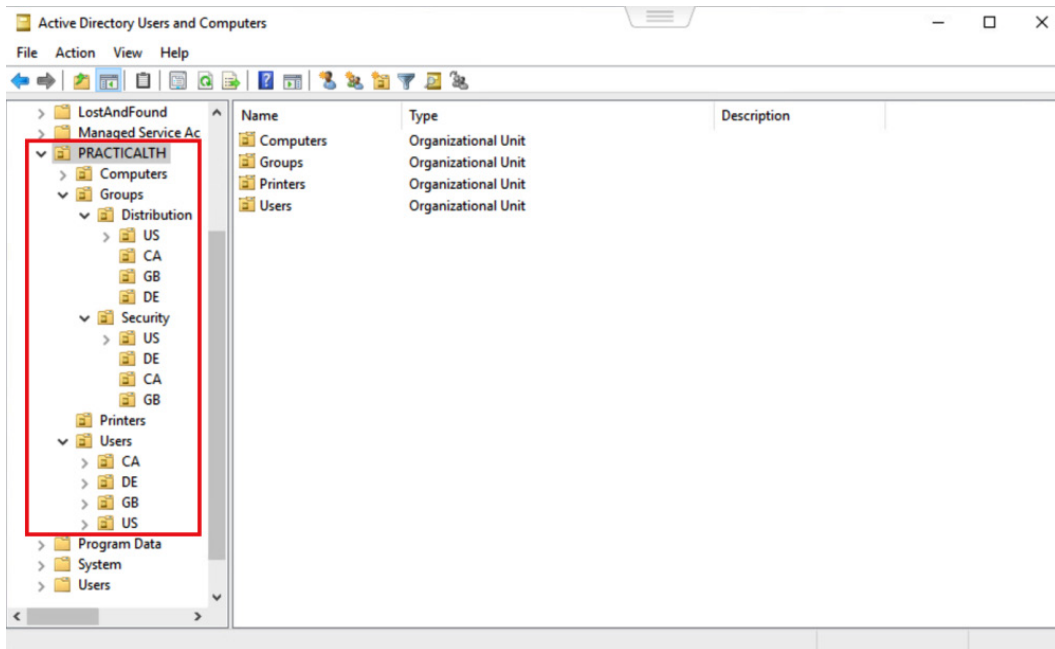 Active Directory Users and Computers
File Action View Help
LostAndFound
Managed Service Ac
PRACTICALTH
Computers
Groups
Distribution
US
CA
GB
DE
Security
US
DE
CA
GB
Printers
Users
CA
DE
GB
US
Program Data
System
Users
Name Type Description
Computers Organizational Unit
Groups Organizational Unit
Printers Organizational Unit
Users Organizational Unit